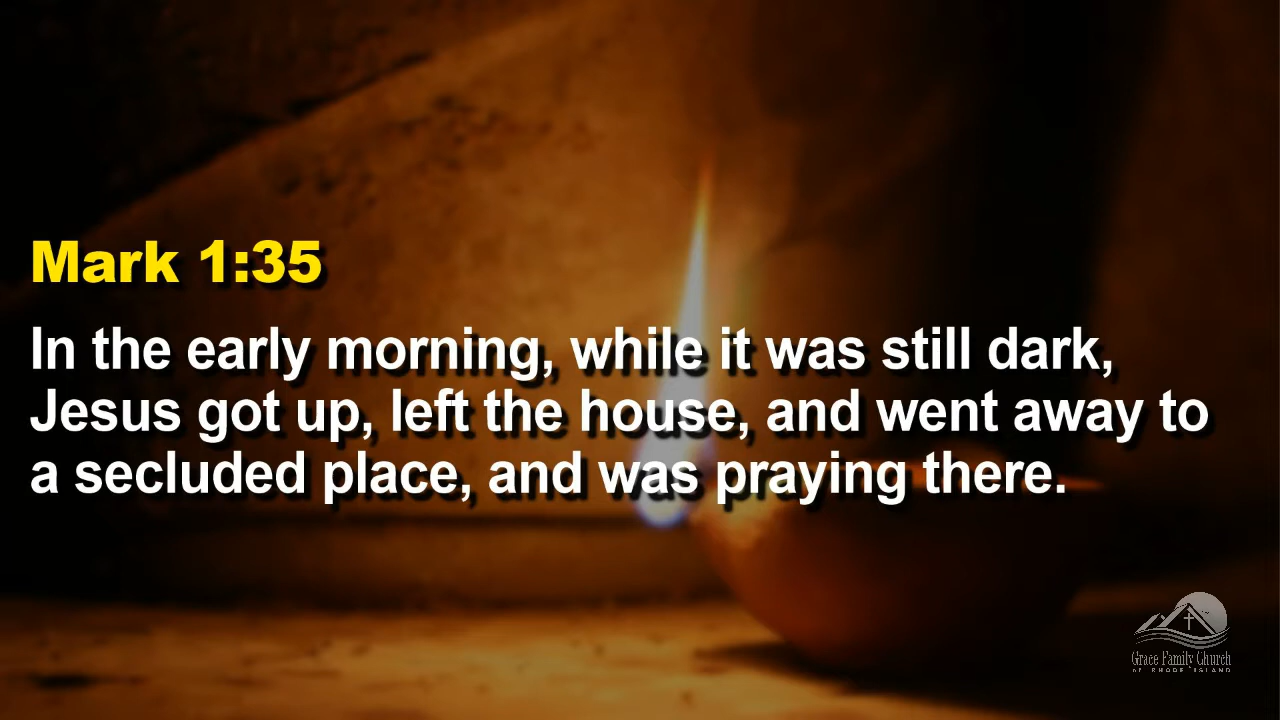 Mark 1:35
In the early morning, while it was still dark,
Jesus got up, left the house, and went away to
a secluded place, and was praying there.
Grace Family Church
OF RHODE ISLAND